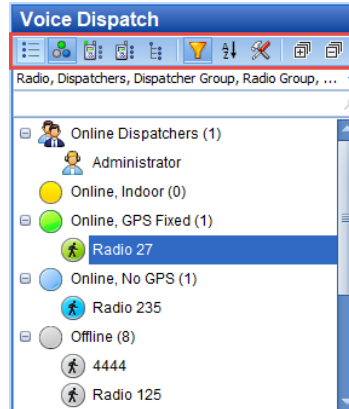 Voice Dispatch
Radio, Dispatchers, Dispatcher Group, Radio Group, ...
Online Dispatchers (1)
Administrator
Online, Indoor (0)
Online, GPS Fixed (1)
Radio 27
Online, No GPS (1)
Radio 235
Offline (8)
4444
Radio 125